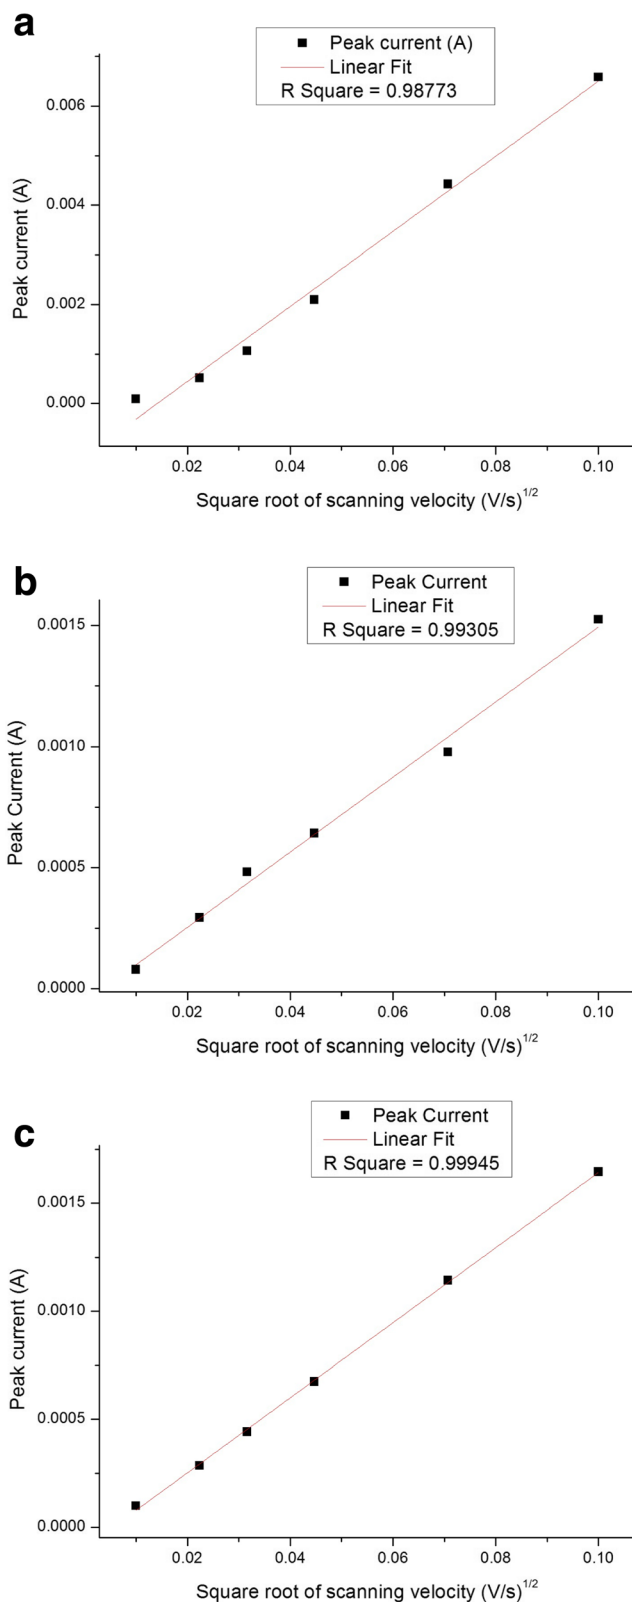 a
Peak current (A)
Linear Fit
R Square = 0.98773
0.006
0.004
0.002
0.000
Peak current (A)
0.02 0.04 0.06 0.08 0.10
Square root of scanning velocity (V/s)^1/2
b
Peak Current
Linear Fit
R Square = 0.99305
0.0015
0.0010
0.0005
0.0000
Peak Current (A)
0.02 0.04 0.06 0.08 0.10
Square root of scanning velocity (V/s)^1/2
c
Peak Current
Linear Fit
R Square = 0.99945
0.0015
0.0010
0.0005
0.0000
Peak current (A)
0.02 0.04 0.06 0.08 0.10
Square root of scanning velocity (V/s)^1/2